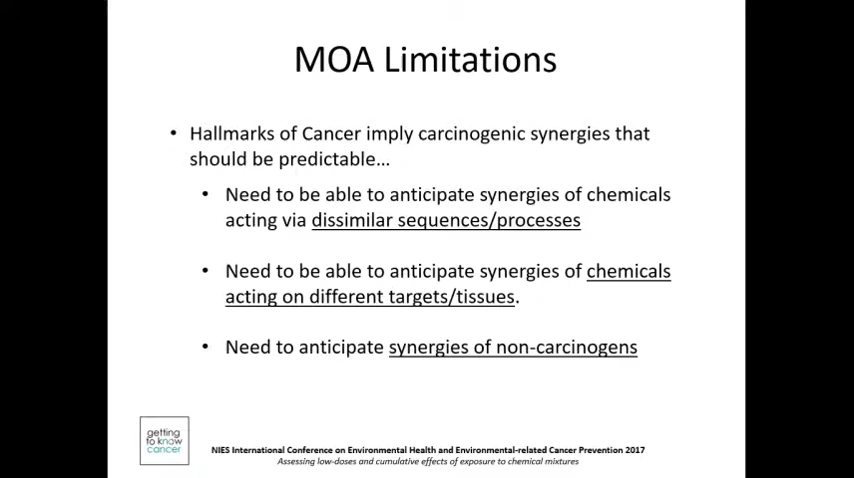 MOA Limitations
• Hallmarks of Cancer imply carcinogenic synergies that
should be predictable…
• Need to be able to anticipate synergies of chemicals
acting via dissimilar sequences/processes
• Need to be able to anticipate synergies of chemicals
acting on different targets/tissues.
• Need to anticipate synergies of non-carcinogens
getting
to know
cancer
NIES International Conference on Environmental Health and Environmental-related Cancer Prevention 2017
Assessing low-doses and cumulative effects of exposure to chemical mixtures